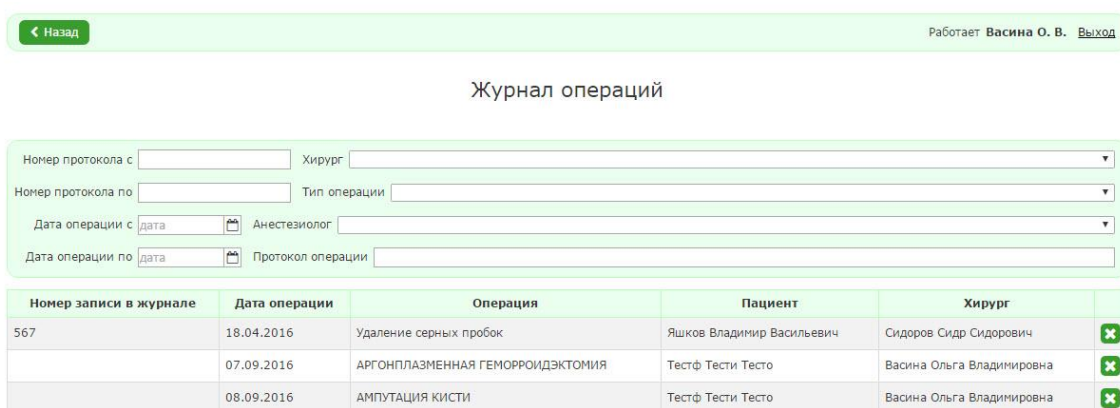 Назад Работает Васина О. В. Выход
Журнал операций
Номер протокола с Хирург
Номер протокола по Тип операции
Дата операции с дата Анестезиолог
Дата операции по дата Протокол операции
Номер записи в журнале Дата операции Операция Пациент Хирург
567 18.04.2016 Удаление серных пробок Яшков Владимир Васильевич Сидоров Сидр Сидорович
07.09.2016 АРГОНПЛАЗМЕННАЯ ГЕМОРРОИДЭКТОМИЯ Тестф Тести Тесто Васина Ольга Владимировна
08.09.2016 АМПУТАЦИЯ КИСТИ Тестф Тести Тесто Васина Ольга Владимировна